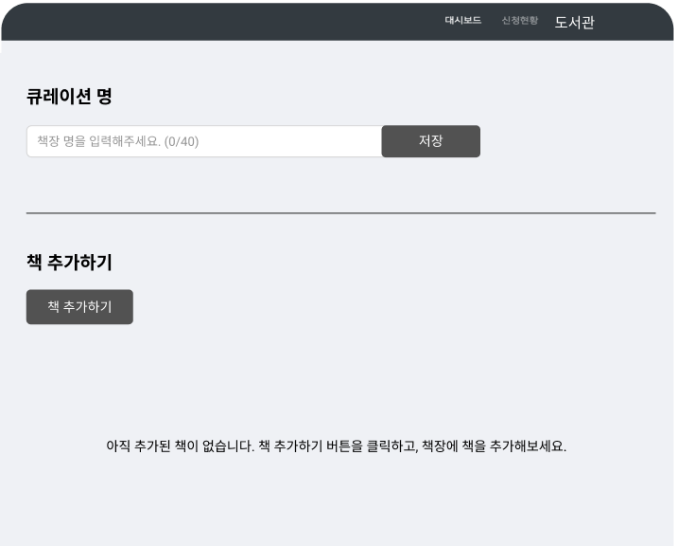 대시보드 신청현황 도서관
큐레이션 명
책장 명을 입력해주세요. (0/40) 저장
책 추가하기
책 추가하기
아직 추가된 책이 없습니다. 책 추가하기 버튼을 클릭하고, 책장에 책을 추가해보세요.